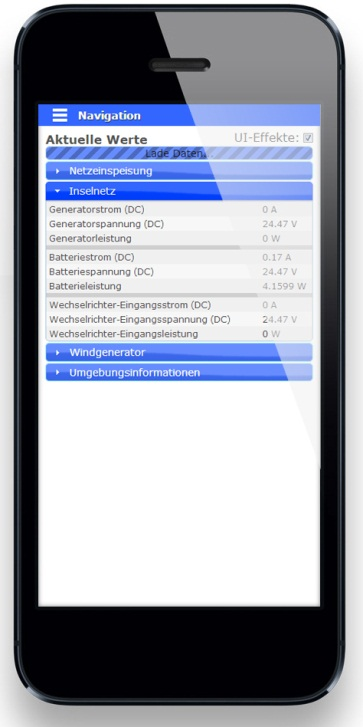 Navigation
Aktuelle Werte UI-Effekte:
Lade Daten...
Netzeinspeisung
Inselnetz
Generatorstrom (DC) 0 A
Generatorspannung (DC) 24.47 V
Generatorleistung 0 W
Batteriestrom (DC) 0.17 A
Batteriespannung (DC) 24.47 V
Batterieleistung 4.1599 W
Wechselrichter-Eingangsstrom (DC) 0 A
Wechselrichter-Eingangsspannung (DC) 24.47 V
Wechselrichter-Eingangsleistung 0 W
Windgenerator
Umgebungsinformationen